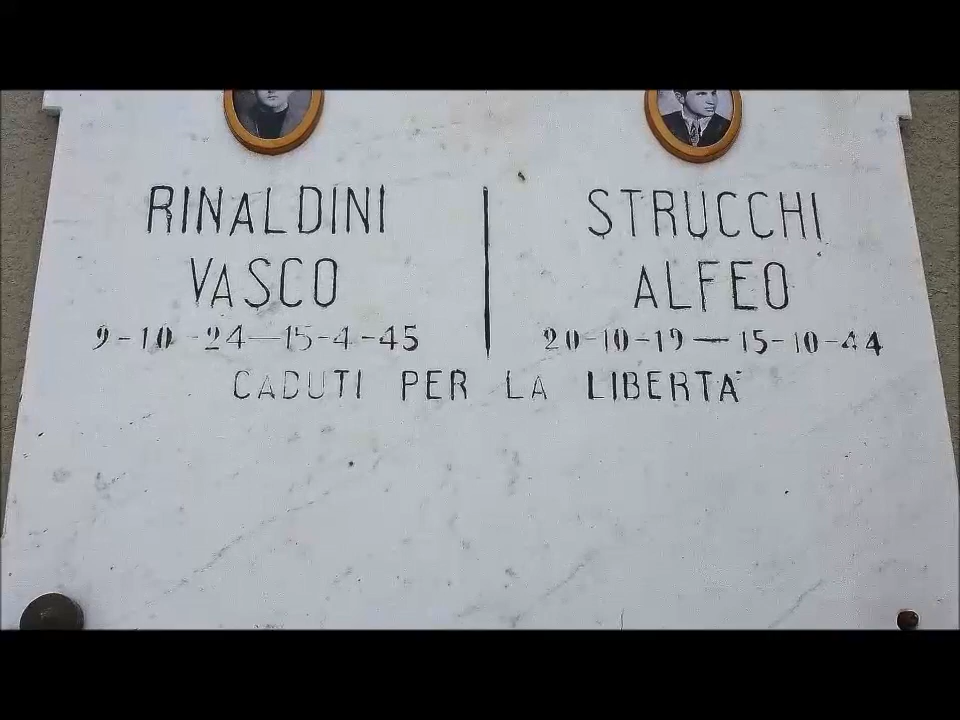 RINALDINI
VASCO
9-10-24—15-4-45
STRUCCHI
ALFEO
20-10-19—15-10-44
CADUTI PER LA LIBERTA'